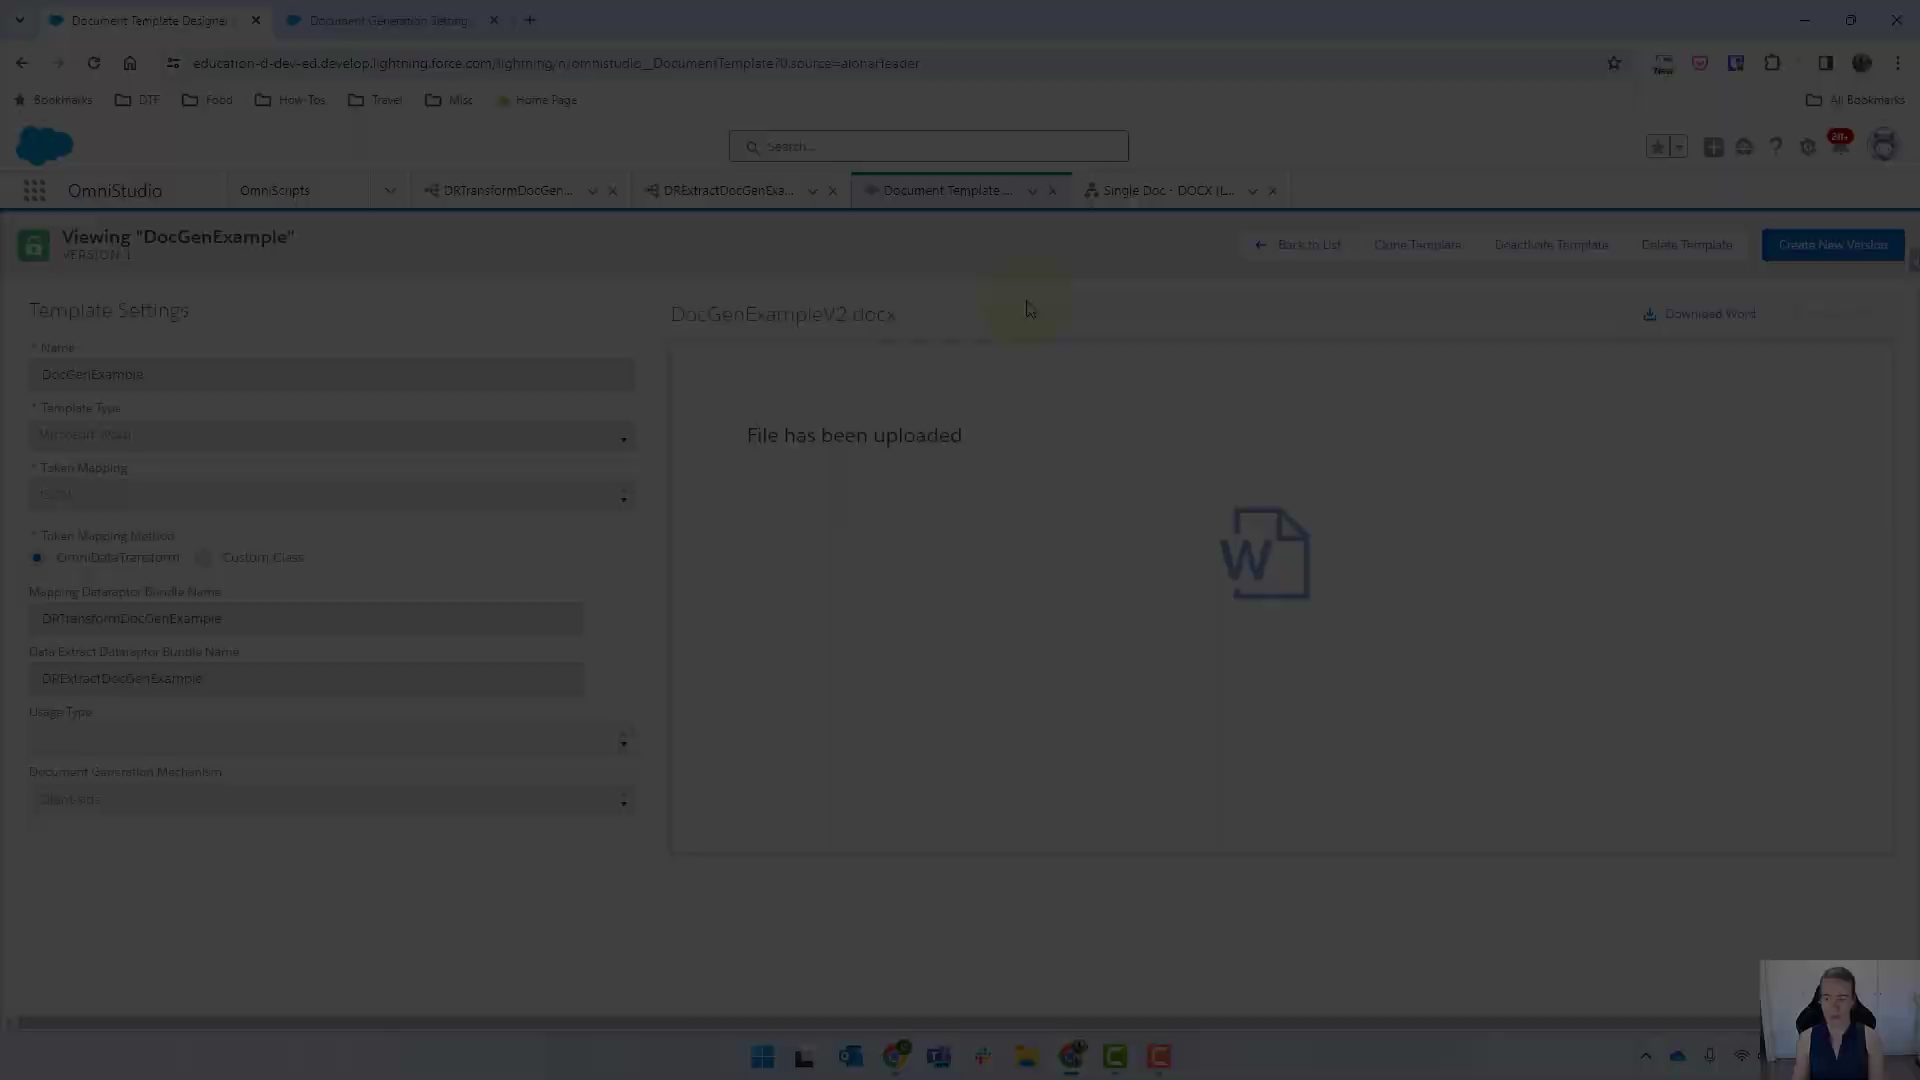 Document Template Designer
Document Generation Setting
education-d-dev-ed.develop.lightning.force.com/lightning/n/omnistudio__DocumentTemplate?0.source=alohaHeader
New
Bookmarks
DTF
Food
How-Tos
Travel
Misc
Home Page
All Bookmarks
Search...
20+
OmniStudio
OmniScripts
DRTransformDocGen...
DRExtractDocGenExa...
Document Template ...
Single Doc - DOCX (L...
Viewing "DocGenExample"
VERSION 1
Back to List
Clone Template
Deactivate Template
Delete Template
Create New Version
Template Settings
DocGenExampleV2.docx
Download Word
* Name
DocGenExample
* Template Type
Microsoft Word
File has been uploaded
* Token Mapping
JSON
* Token Mapping Method
OmniDataTransform
Custom Class
W
Mapping Dataraptor Bundle Name
DRTransformDocGenExample
Data Extract Dataraptor Bundle Name
DRExtractDocGenExample
Usage Type
Document Generation Mechanism
Client-side